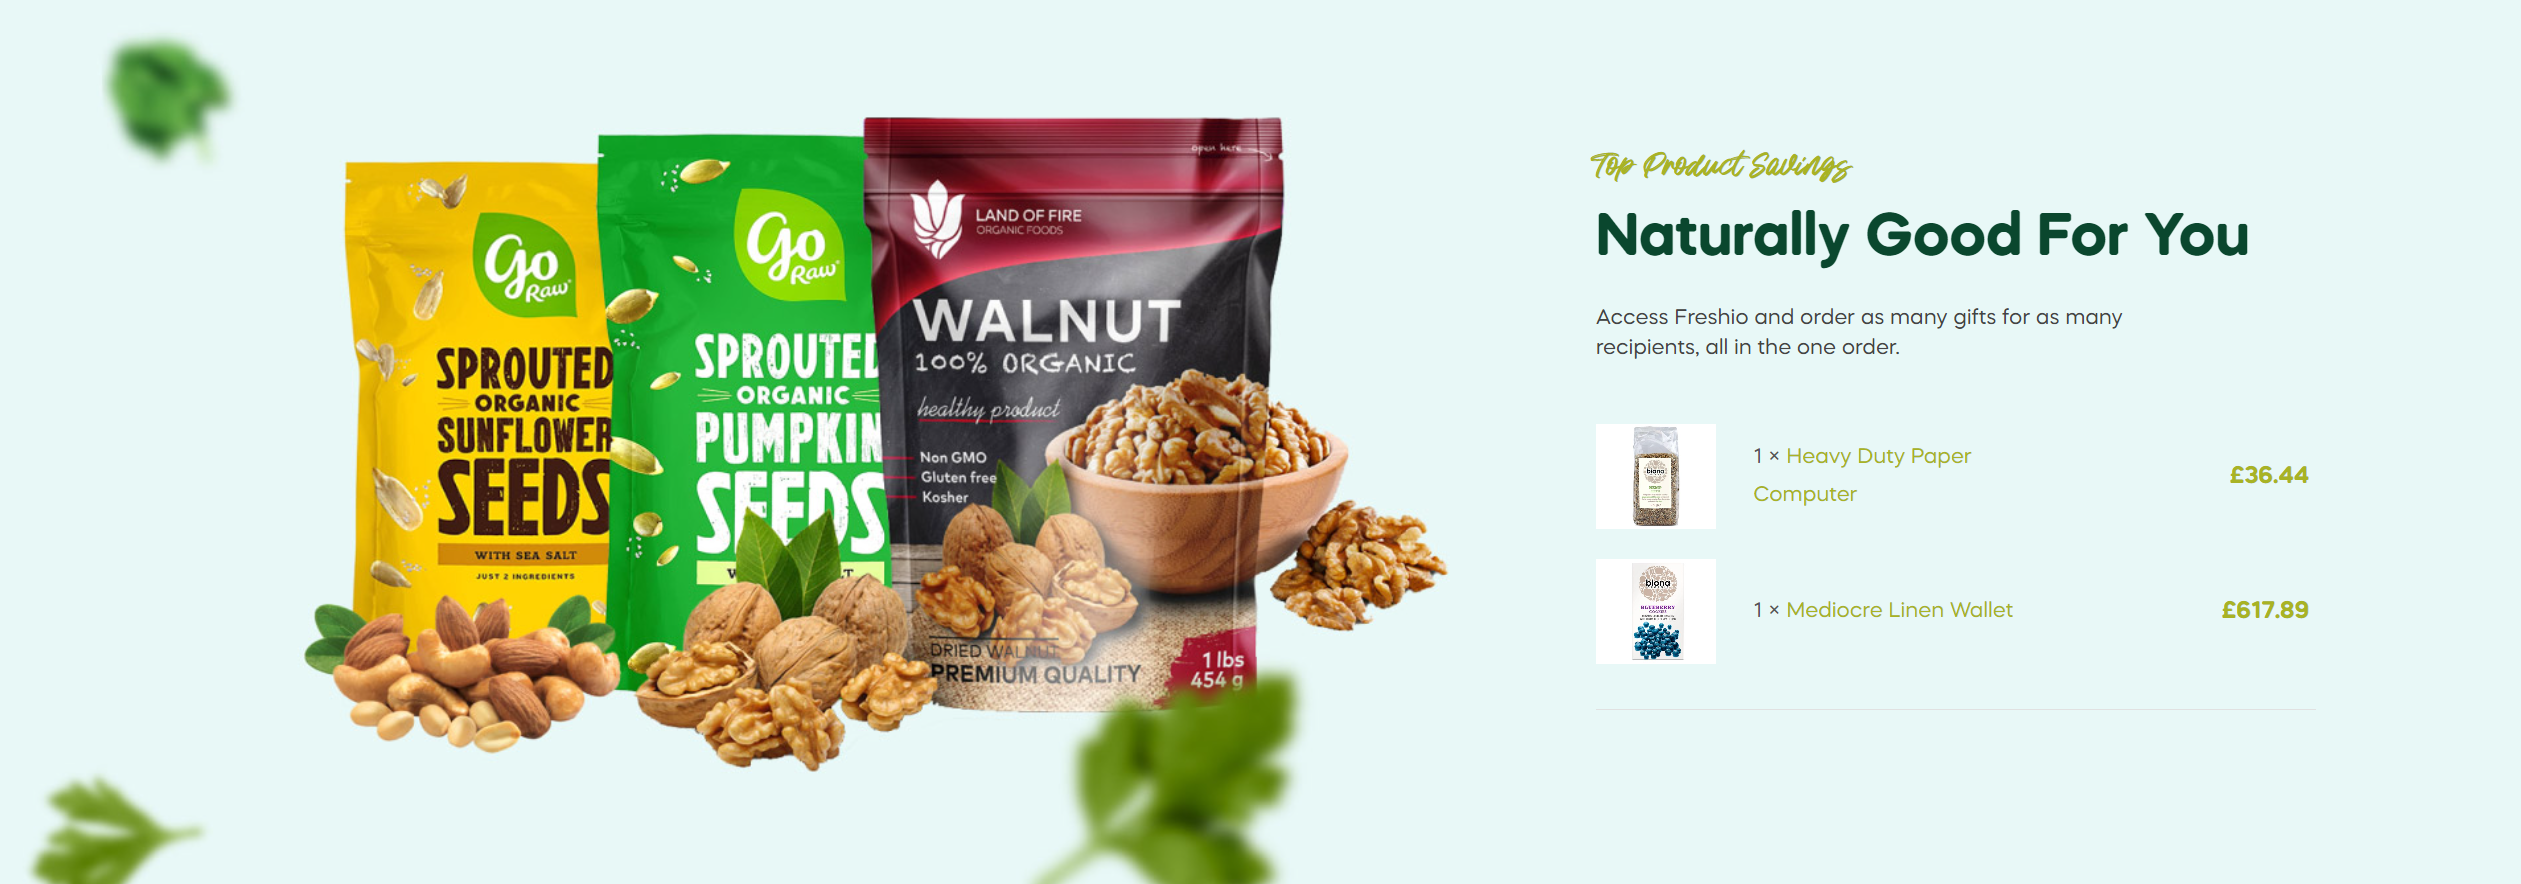 Go
Raw
SPROUTED
ORGANIC
SUNFLOWER
SEEDS
WITH SEA SALT
JUST 2 INGREDIENTS
Go
Raw
SPROUTED
ORGANIC
PUMPKIN
SEEDS
open here
LAND OF FIRE
ORGANIC FOODS
WALNUT
100% ORGANIC
healthy product
Non GMO
Gluten free
Kosher
DRIED WALNUT
PREMIUM QUALITY
1 lbs
454 g
Top Product Savings
Naturally Good For You
Access Freshio and order as many gifts for as many
recipients, all in the one order.
biona
1 × Heavy Duty Paper
Computer
£36.44
biona
BLUEBERRY
1 × Mediocre Linen Wallet
£617.89